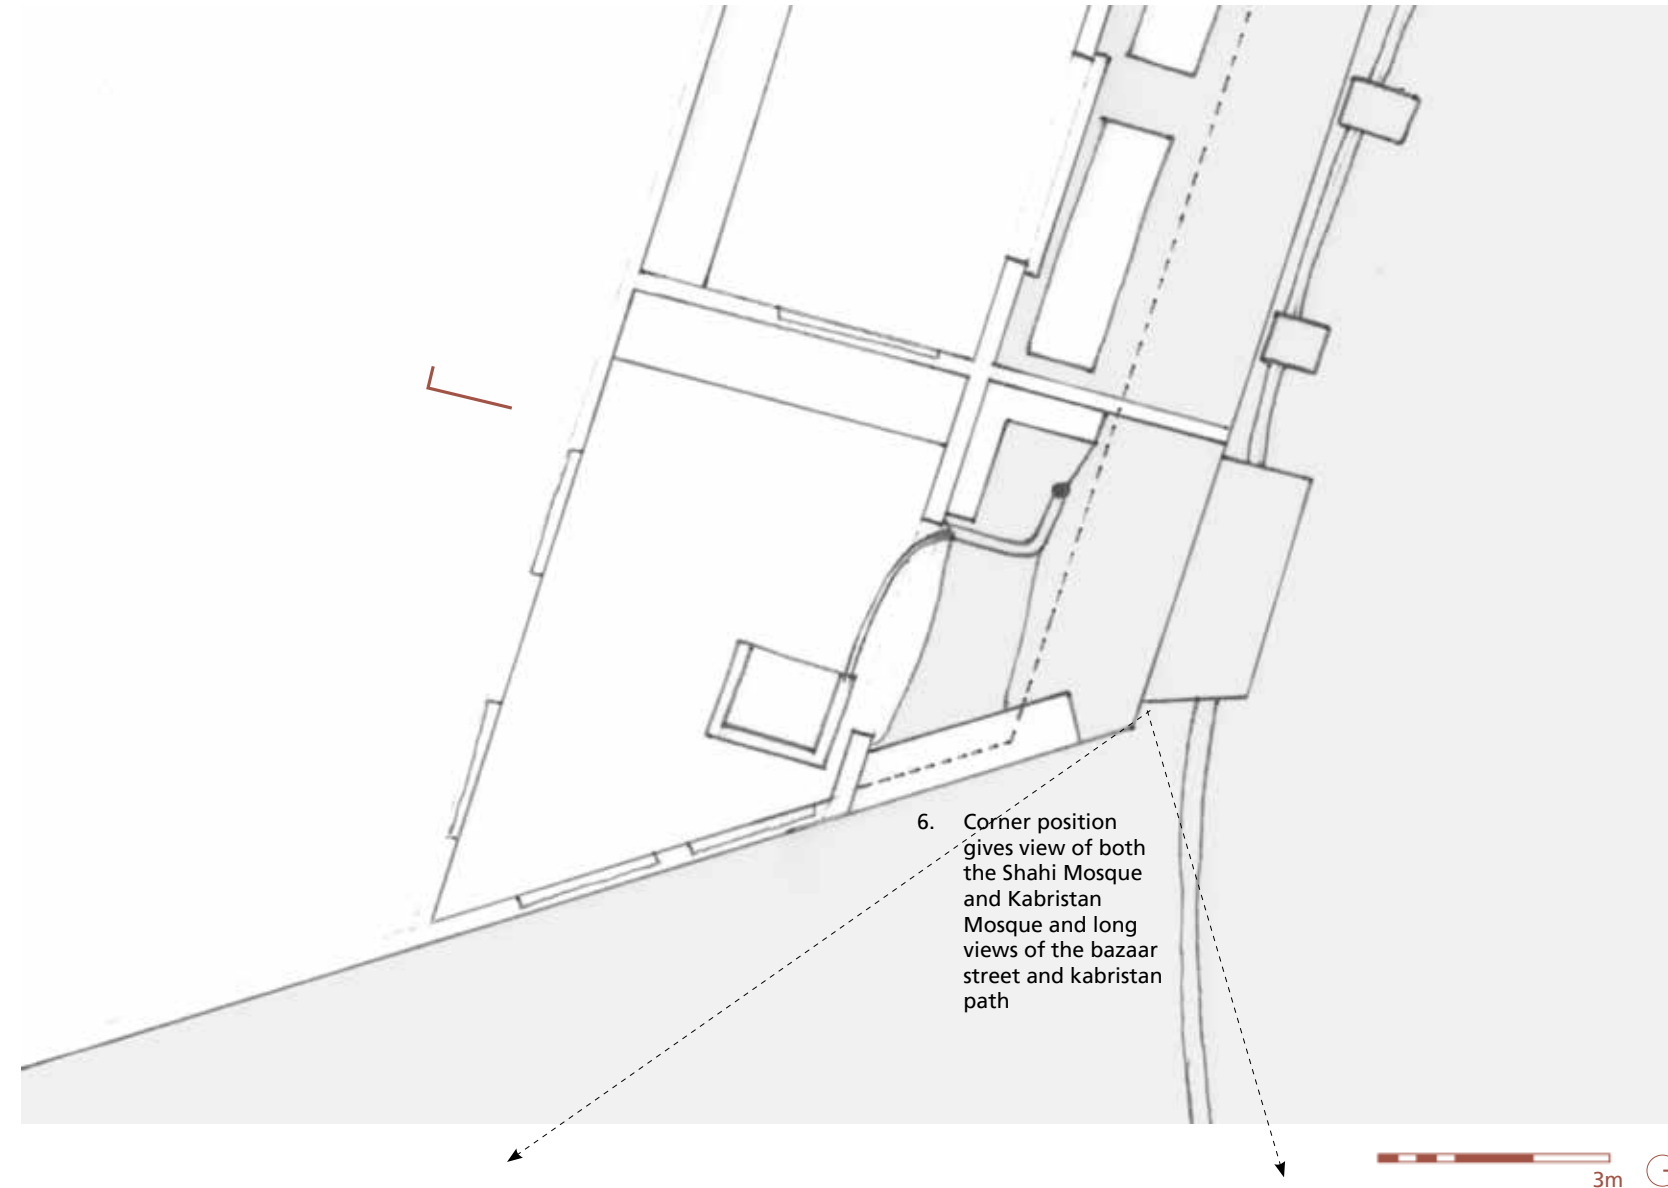 6. Corner position
gives view of both
the Shahi Mosque
and Kabristan
Mosque and long
views of the bazaar
street and kabristan
path
3m